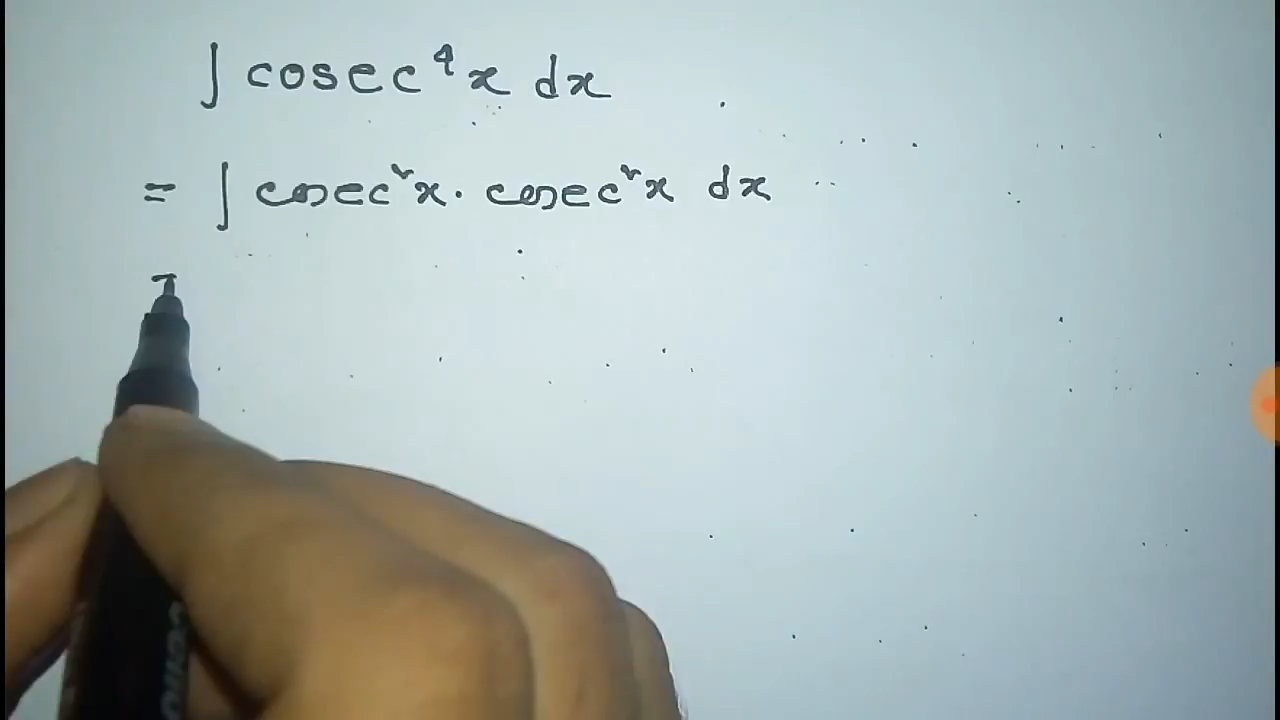 ∫ cosec⁴x dx
= ∫ cosec²x · cosec²x dx